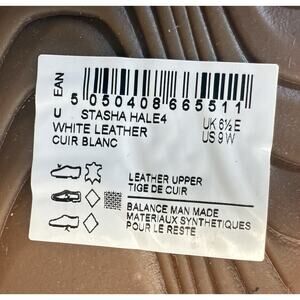 EAN
5 050408 665511
U STASHA HALE4
WHITE LEATHER
CUIR BLANC
UK 6½ E
US 9 W
LEATHER UPPER
TIGE DE CUIR
BALANCE MAN MADE
MATERIAUX SYNTHETIQUES
POUR LE RESTE